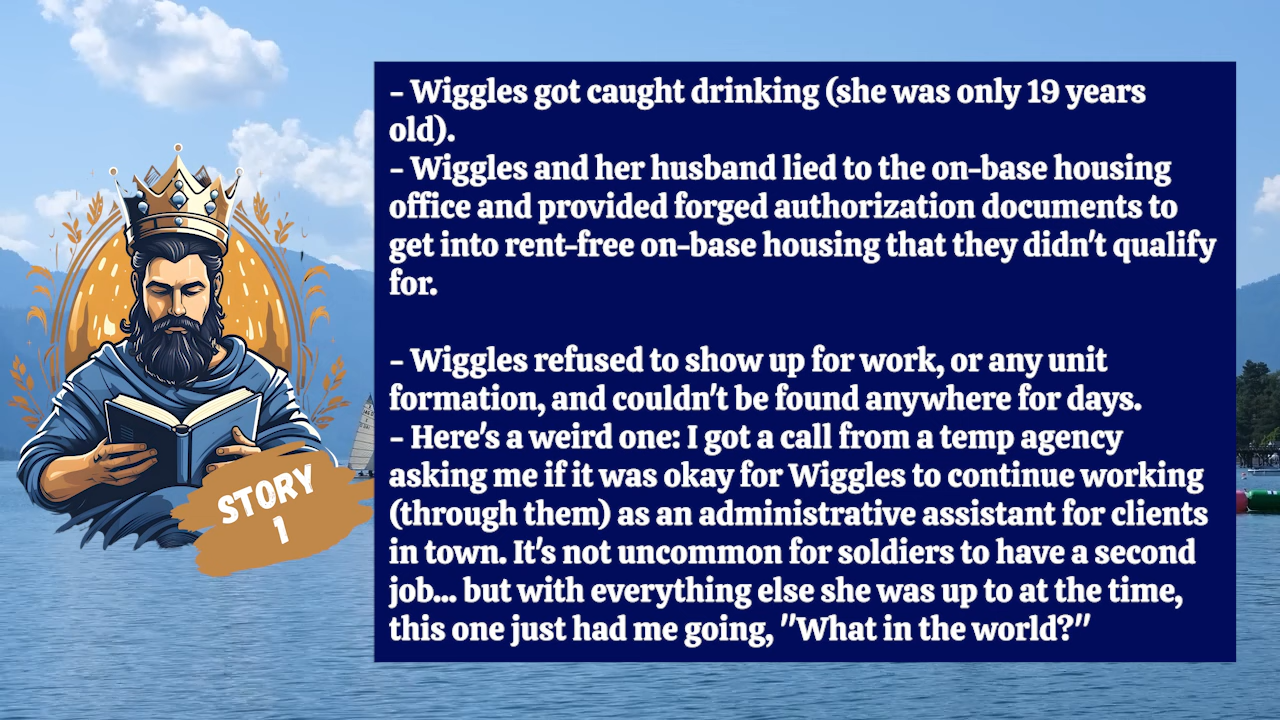 - Wiggles got caught drinking (she was only 19 years
old).
- Wiggles and her husband lied to the on-base housing
office and provided forged authorization documents to
get into rent-free on-base housing that they didn't qualify
for.
- Wiggles refused to show up for work, or any unit
formation, and couldn't be found anywhere for days.
- Here's a weird one: I got a call from a temp agency
asking me if it was okay for Wiggles to continue working
(through them) as an administrative assistant for clients
in town. It's not uncommon for soldiers to have a second
job... but with everything else she was up to at the time,
this one just had me going, "What in the world?"
STORY
1